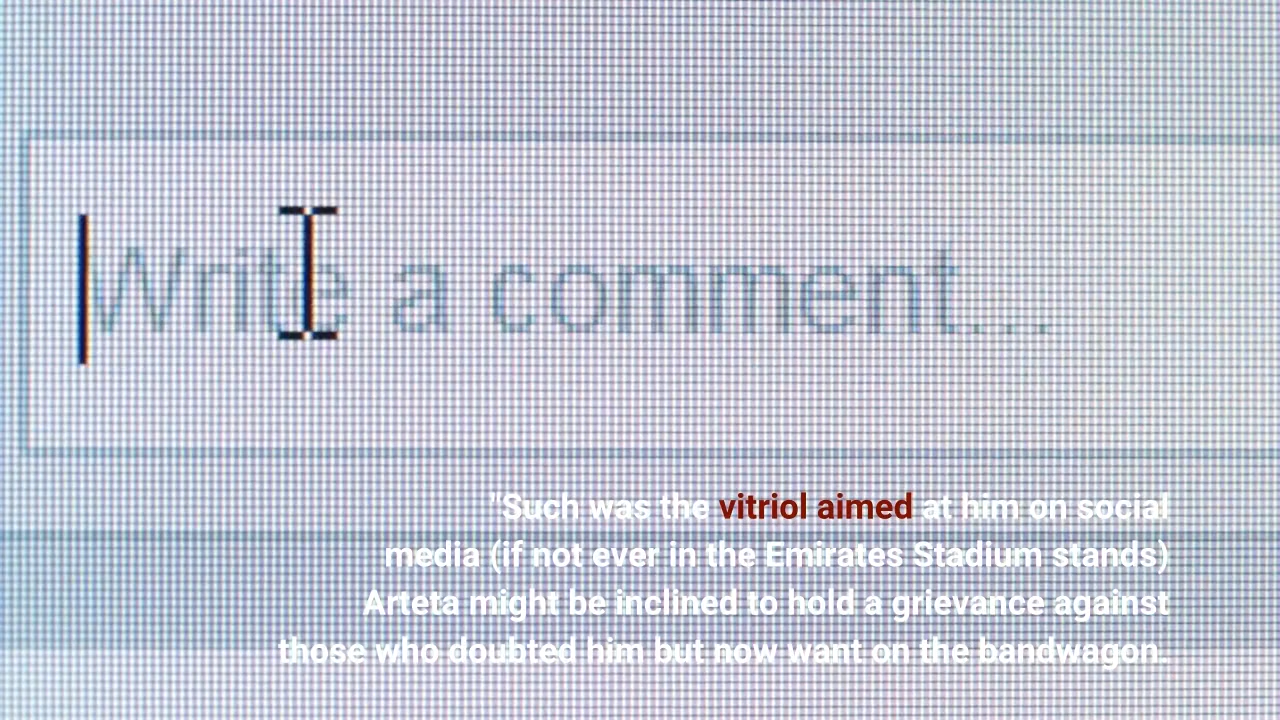 Write a comment...
"Such was the vitriol aimed at him on social
media (if not ever in the Emirates Stadium stands)
Arteta might be inclined to hold a grievance against
those who doubted him but now want on the bandwagon.